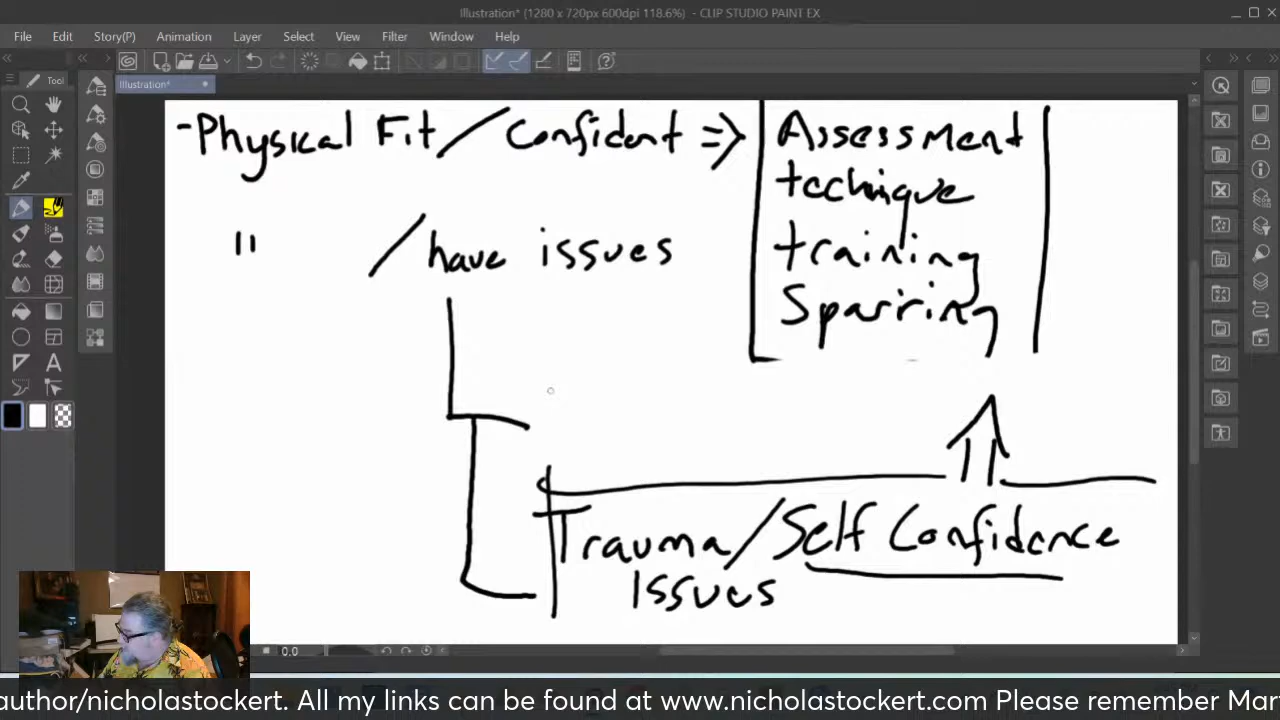 Illustration* (1280 x 720px 600dpi 118.6%) - CLIP STUDIO PAINT EX
File Edit Story(P) Animation Layer Select View Filter Window Help
Tool
Illustration*
-Physical Fit/Confident => Assessment
technique
" /have issues
training
Sparring
Trauma/Self Confidence
Issues
0.0
author/nicholastockert. All my links can be found at www.nicholastockert.com Please remember Mar